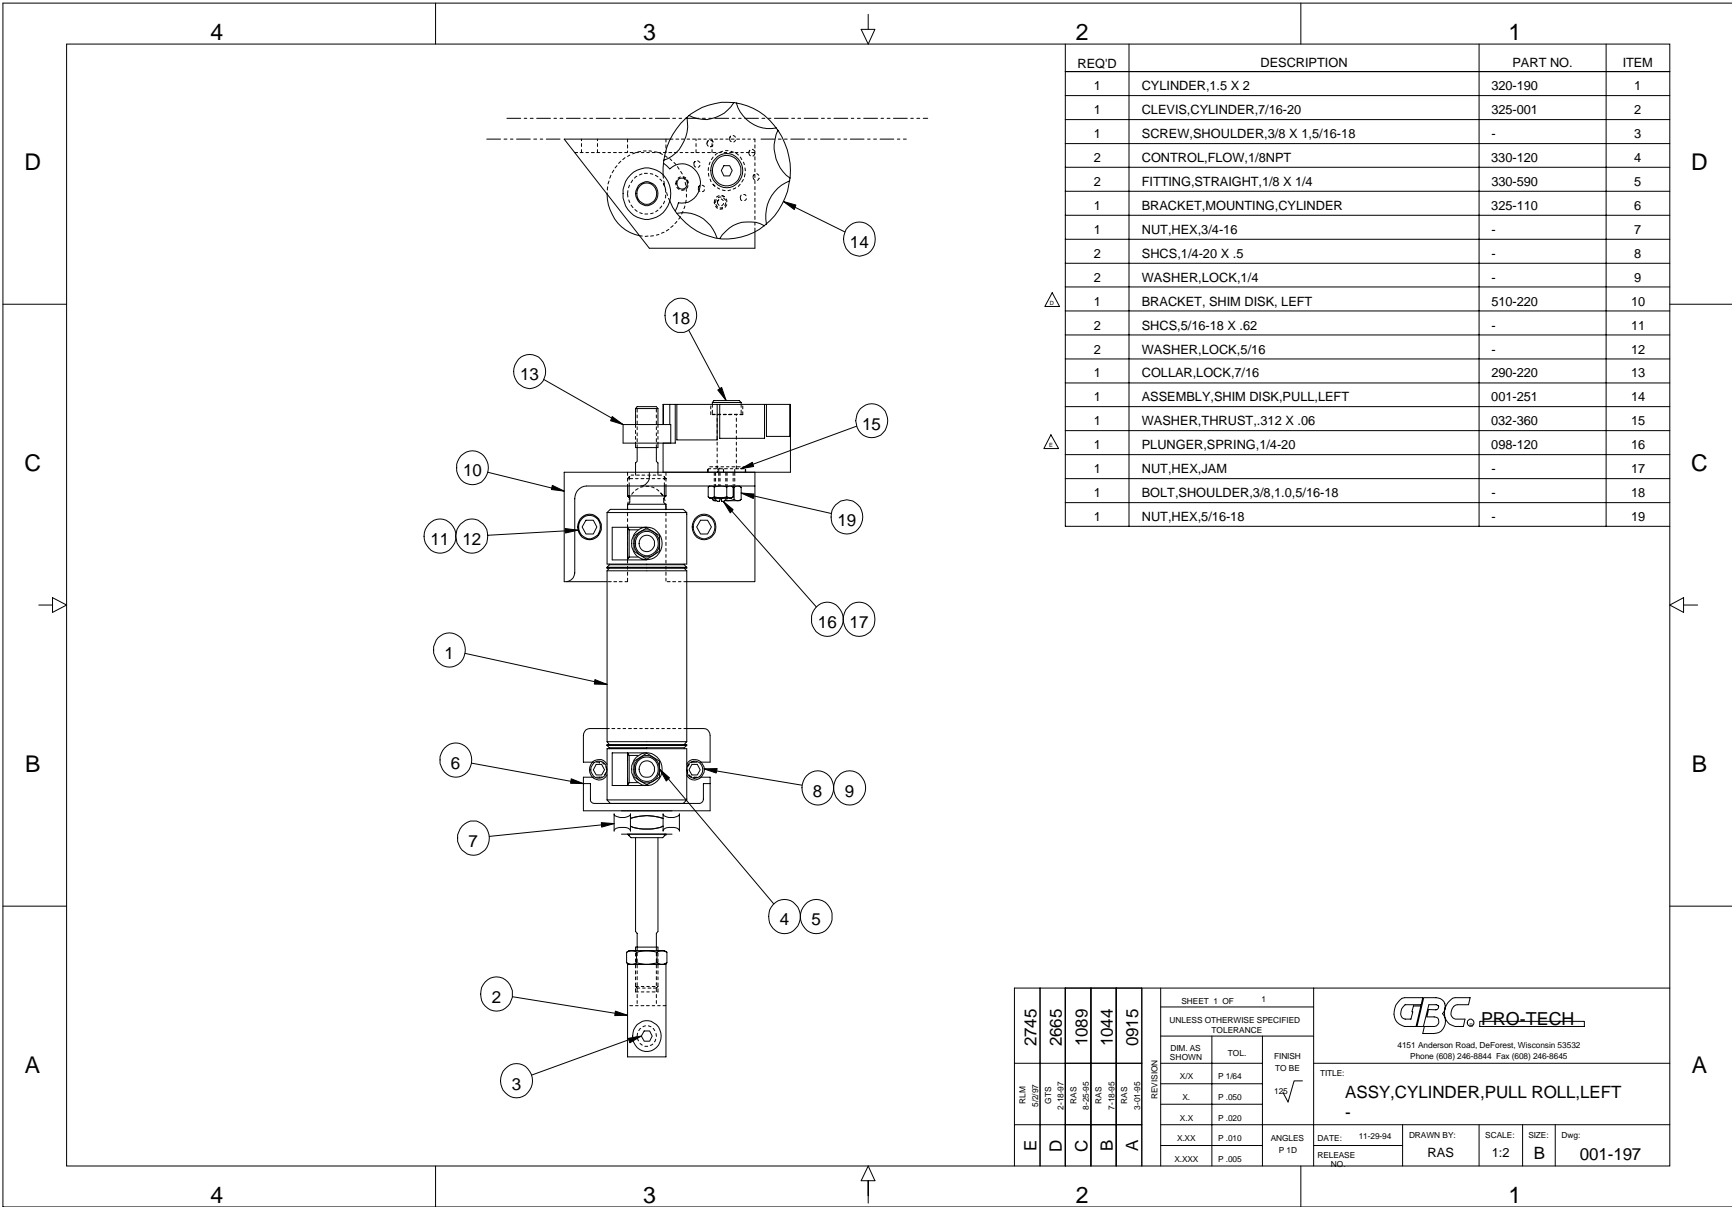 4 3 2 1
D
C
B
A
D
C
B
A
4 3 2 1
REQ'D DESCRIPTION PART NO. ITEM
1 CYLINDER,1.5 X 2 320-190 1
1 CLEVIS,CYLINDER,7/16-20 325-001 2
1 SCREW,SHOULDER,3/8 X 1,5/16-18 - 3
2 CONTROL,FLOW,1/8NPT 330-120 4
2 FITTING,STRAIGHT,1/8 X 1/4 330-590 5
1 BRACKET,MOUNTING,CYLINDER 325-110 6
1 NUT,HEX,3/4-16 - 7
2 SHCS,1/4-20 X .5 - 8
2 WASHER,LOCK,1/4 - 9
D 1 BRACKET, SHIM DISK, LEFT 510-220 10
2 SHCS,5/16-18 X .62 - 11
2 WASHER,LOCK,5/16 - 12
1 COLLAR,LOCK,7/16 290-220 13
1 ASSEMBLY,SHIM DISK,PULL,LEFT 001-251 14
1 WASHER,THRUST,.312 X .06 032-360 15
E 1 PLUNGER,SPRING,1/4-20 098-120 16
1 NUT,HEX,JAM - 17
1 BOLT,SHOULDER,3/8,1.0,5/16-18 - 18
1 NUT,HEX,5/16-18 - 19
14
18
13
15
10
19
11 12
16 17
1
6
8 9
7
4 5
2
3
E RLM 5/2/97 2745
D GTS 2-18-97 2665
C RAS 8-25-95 1089
B RAS 7-18-95 1044
A RAS 3-01-95 0915
REVISION
SHEET 1 OF 1
UNLESS OTHERWISE SPECIFIED
TOLERANCE
DIM. AS SHOWN TOL.
X/X P 1/64
X. P .050
X.X P .020
X.XX P .010
X.XXX P .005
FINISH
TO BE
125
ANGLES
P 1D
GBC. PRO-TECH
4151 Anderson Road, DeForest, Wisconsin 53532
Phone (608) 246-8844 Fax (608) 246-8645
TITLE:
ASSY,CYLINDER,PULL ROLL,LEFT
-
DATE: 11-29-94
RELEASE NO.
DRAWN BY: RAS
SCALE: 1:2
SIZE: B
Dwg: 001-197